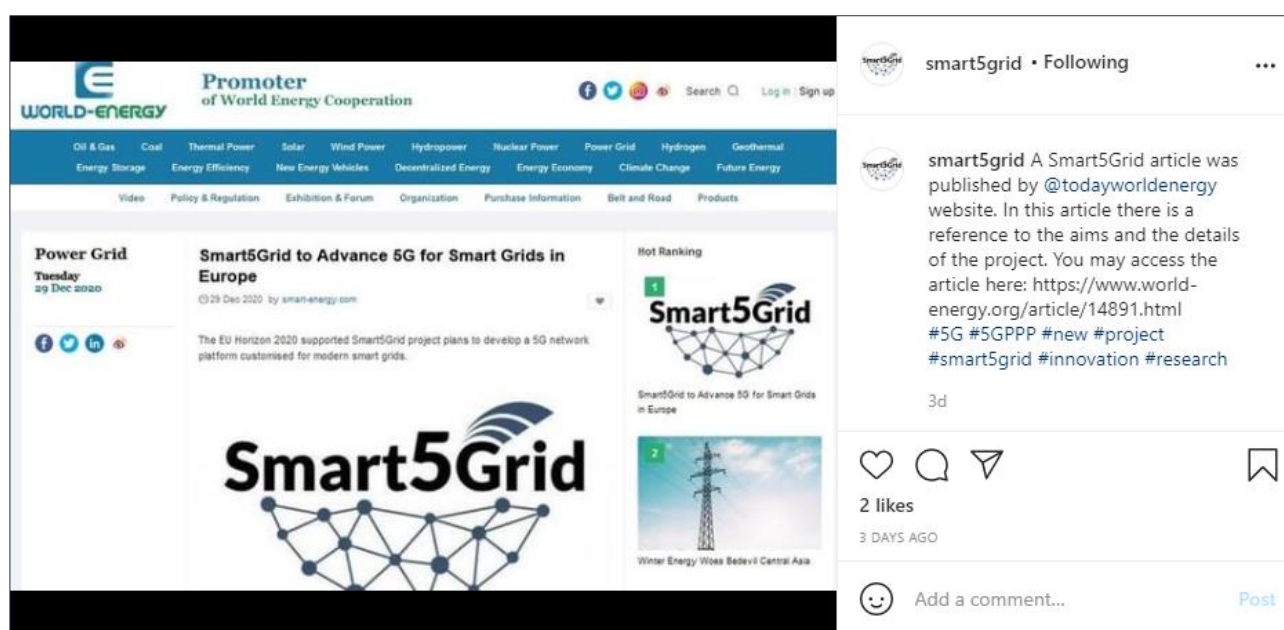 WORLD-ENERGY
Promoter
of World Energy Cooperation
Search
Log in Sign up
Oil & Gas Coal Thermal Power Solar Wind Power Hydropower Nuclear Power Power Grid Hydrogen Geothermal
Energy Storage Energy Efficiency New Energy Vehicles Decentralized Energy Energy Economy Climate Change Future Energy
Video Policy & Regulation Exhibition & Forum Organization Purchase Information Belt and Road Products
Power Grid
Tuesday
29 Dec 2020
Smart5Grid to Advance 5G for Smart Grids in
Europe
29 Dec 2020 by smart-energy.com
The EU Horizon 2020 supported Smart5Grid project plans to develop a 5G network
platform customised for modern smart grids.
Smart5Grid
Hot Ranking
1
Smart5Grid
Smart5Grid to Advance 5G for Smart Grids
in Europe
2
Winter Energy Woes Bedevil Central Asia
Smart5Grid
smart5grid • Following
Smart5Grid
smart5grid A Smart5Grid article was
published by @todayworldenergy
website. In this article there is a
reference to the aims and the details
of the project. You may access the
article here: https://www.world-
energy.org/article/14891.html
#5G #5GPPP #new #project
#smart5grid #innovation #research
3d
2 likes
3 DAYS AGO
Add a comment...
Post